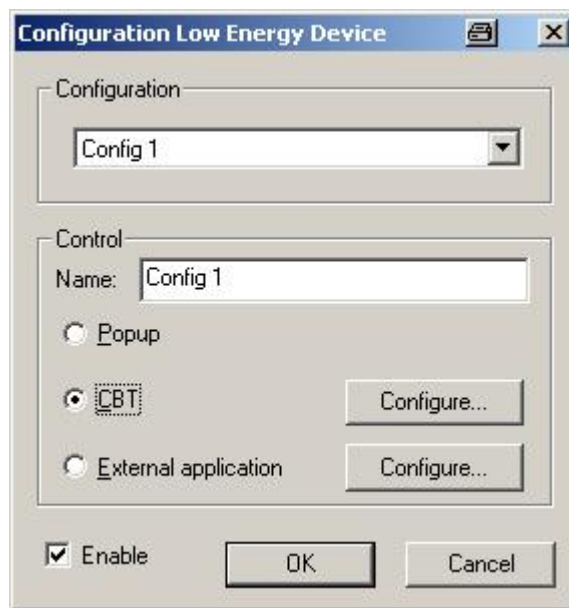 Configuration Low Energy Device
Configuration
Config 1
Control
Name: Config 1
Popup
CBT Configure...
External application Configure...
Enable OK Cancel